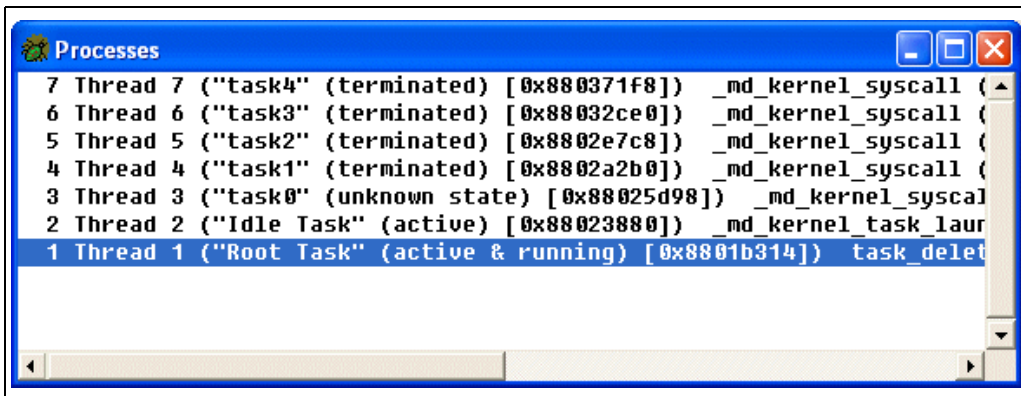 Processes
7 Thread 7 ("task4" (terminated) [0x880371f8]) _md_kernel_syscall (
6 Thread 6 ("task3" (terminated) [0x88032ce0]) _md_kernel_syscall (
5 Thread 5 ("task2" (terminated) [0x8802e7c8]) _md_kernel_syscall (
4 Thread 4 ("task1" (terminated) [0x8802a2b0]) _md_kernel_syscall (
3 Thread 3 ("task0" (unknown state) [0x88025d98]) _md_kernel_syscal
2 Thread 2 ("Idle Task" (active) [0x88023880]) _md_kernel_task_laun
1 Thread 1 ("Root Task" (active & running) [0x8801b314]) task_delet